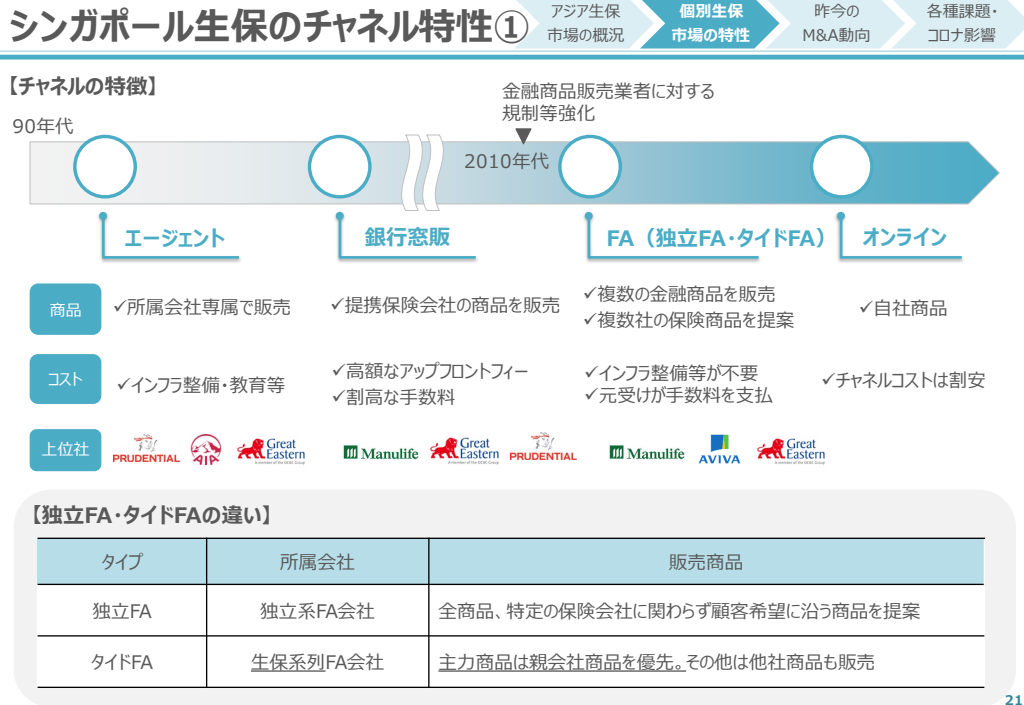 シンガポール生保のチャネル特性①
アジア生保
市場の概況
個別生保
市場の特性
昨今の
M&A動向
各種課題・
コロナ影響
【チャネルの特徴】
金融商品販売業者に対する
規制等強化
90年代
2010年代
エージェント
銀行窓販
FA（独立FA・タイドFA）
オンライン
商品
✓所属会社専属で販売
✓提携保険会社の商品を販売
✓複数の金融商品を販売
✓複数社の保険商品を提案
✓自社商品
コスト
✓インフラ整備・教育等
✓高額なアップフロントフィー
✓割高な手数料
✓インフラ整備等が不要
✓元受けが手数料を支払
✓チャネルコストは割安
上位社
PRUDENTIAL
AIA
Great
Eastern
A member of the OCBC Group
Manulife
Great
Eastern
A member of the OCBC Group
PRUDENTIAL
Manulife
AVIVA
Great
Eastern
A member of the OCBC Group
【独立FA・タイドFAの違い】
タイプ 所属会社 販売商品
独立FA 独立系FA会社 全商品、特定の保険会社に関わらず顧客希望に沿う商品を提案
タイドFA 生保系列FA会社 主力商品は親会社商品を優先。その他は他社商品も販売
21